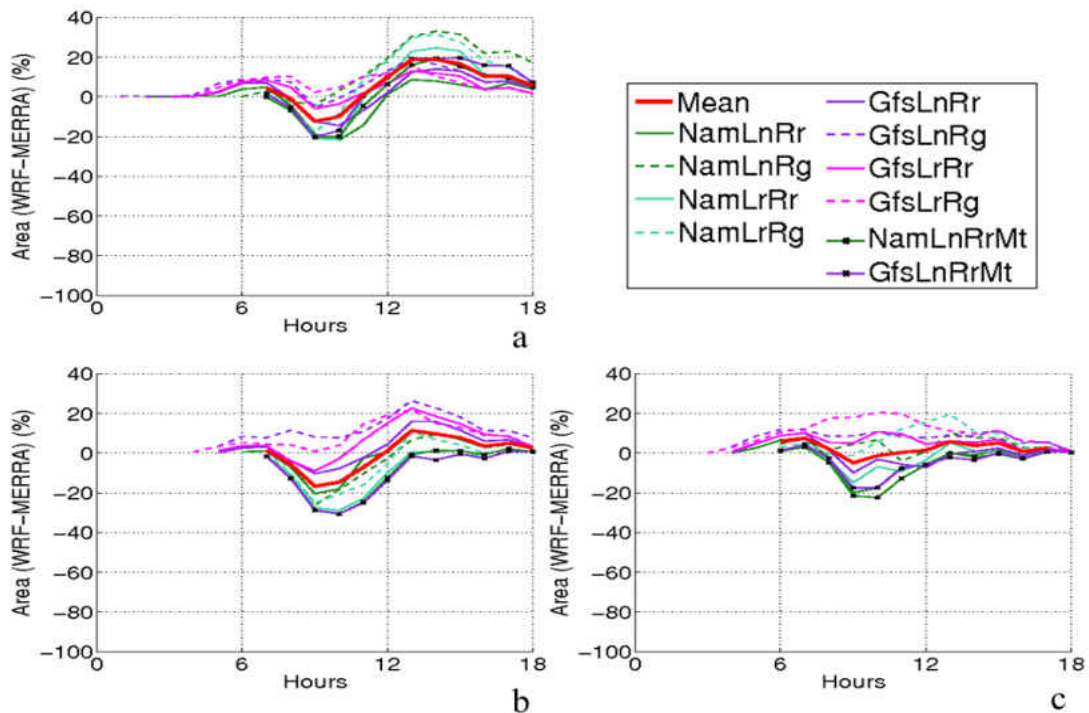 40
20
0
−20
−40
−60
−80
−100
Area (WRF−MERRA) (%)
0
6
12
18
Hours
a
Mean
NamLnRr
NamLnRg
NamLrRr
NamLrRg
GfsLnRr
GfsLnRg
GfsLrRr
GfsLrRg
NamLnRrMt
GfsLnRrMt
40
20
0
−20
−40
−60
−80
−100
Area (WRF−MERRA) (%)
0
6
12
18
Hours
b
40
20
0
−20
−40
−60
−80
−100
Area (WRF−MERRA) (%)
0
6
12
18
Hours
c